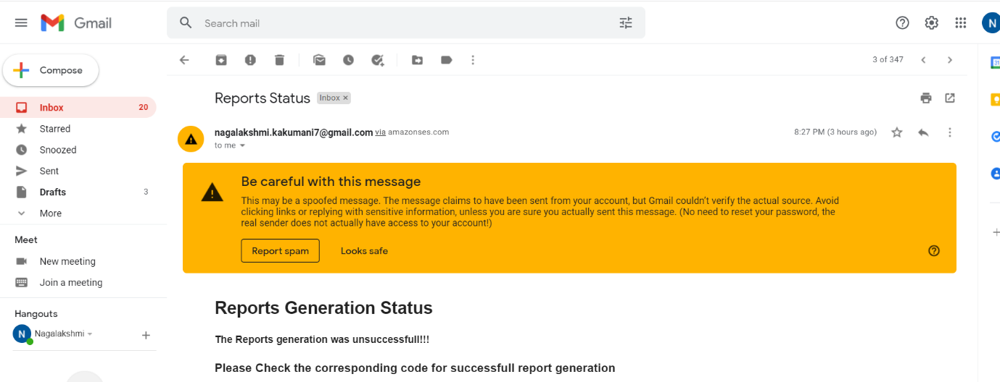 Gmail
Search mail
N
Compose
3 of 347
31
Inbox 20
Reports Status Inbox ×
Starred
nagalakshmi.kakumani7@gmail.com via amazonses.com 8:27 PM (3 hours ago)
to me
Snoozed
Sent
Drafts 3
More
Be careful with this message
This may be a spoofed message. The message claims to have been sent from your account, but Gmail couldn't verify the actual source. Avoid
clicking links or replying with sensitive information, unless you are sure you actually sent this message. (No need to reset your password, the
real sender does not actually have access to your account!)
Report spam Looks safe
Meet
New meeting
Join a meeting
Hangouts
N Nagalakshmi
Reports Generation Status
The Reports generation was unsuccessfull!!!
Please Check the corresponding code for successfull report generation